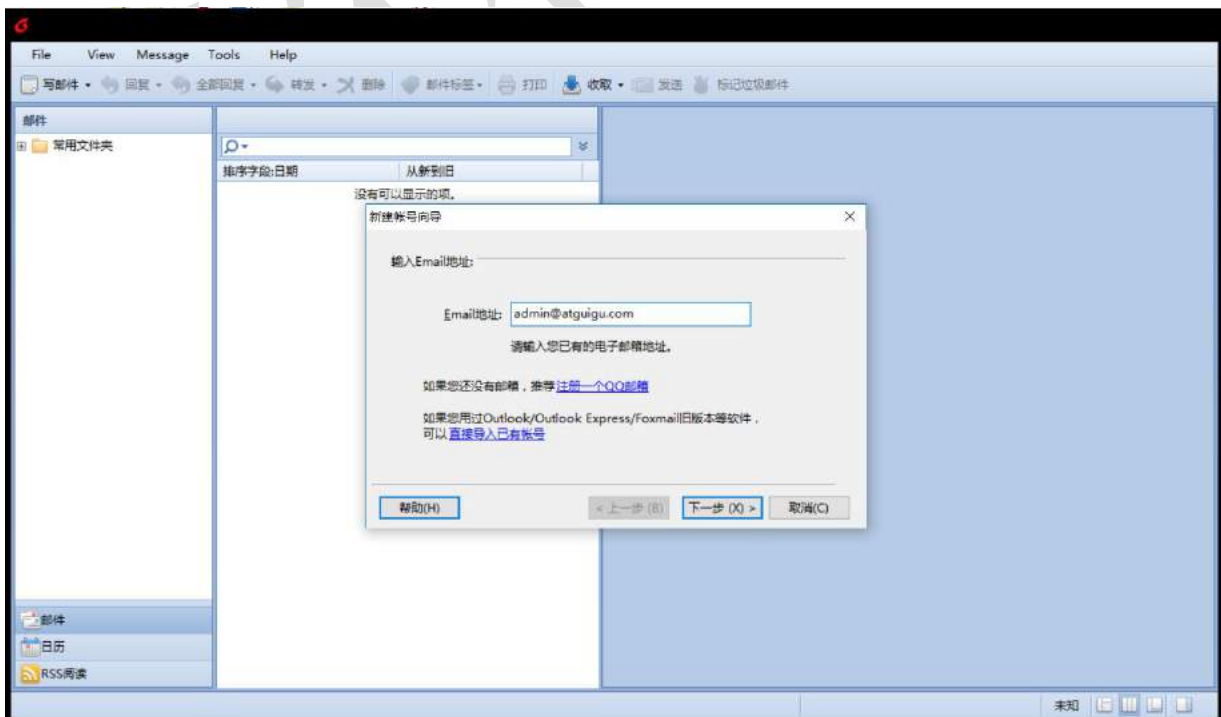 File View Message Tools Help
写邮件 回复 全部回复 转发 删除 邮件标签 打印 收取 发送 标记垃圾邮件
邮件
常用文件夹
排序字段:日期 从新到旧
没有可以显示的项。
新建帐号向导
输入Email地址:
Email地址: admin@atguigu.com
请输入您已有的电子邮箱地址。
如果您还没有邮箱，推荐注册一个QQ邮箱
如果您用过Outlook/Outlook Express/Foxmail旧版本等软件，
可以 直接导入已有帐号
帮助(H) < 上一步 (B) 下一步 (X) > 取消(C)
邮件
日历
RSS阅读
未知